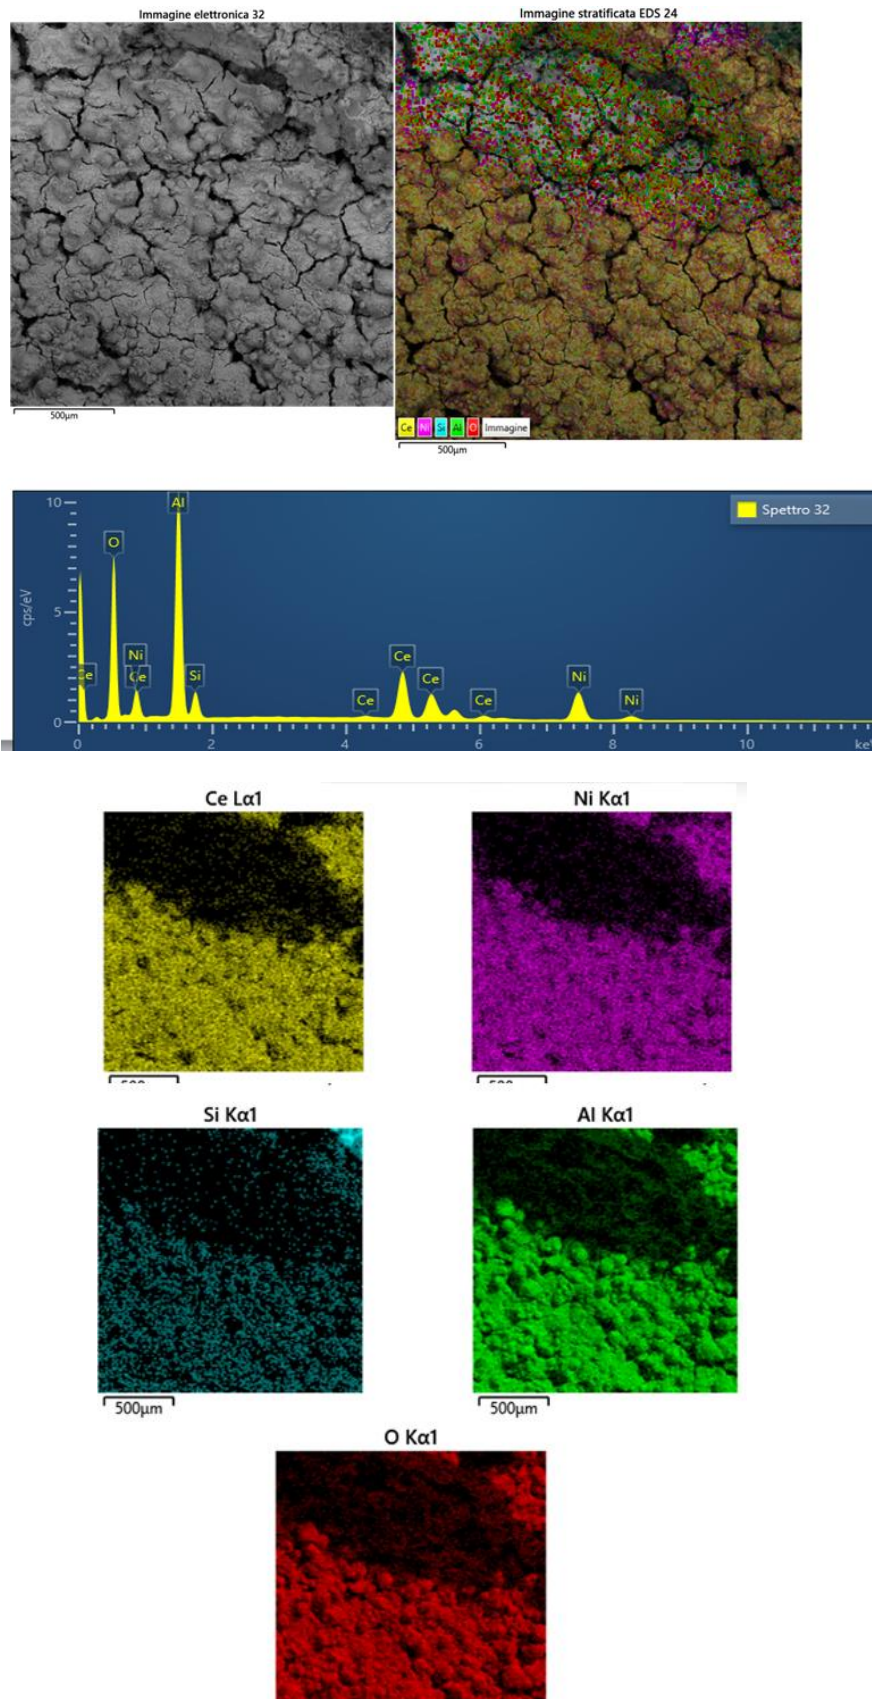 Immagine elettronica 32
Immagine stratificata EDS 24
500µm
Ce Ni Si Al O Immagine
500µm
Spettro 32
cps/eV
10
5
0
Ce
O
Ni
Ce
Al
Si
Ce
Ce
Ce
Ce
Ni
Ni
0 2 4 6 8 10
Ce Lα1
Ni Kα1
Si Kα1
Al Kα1
500µm
500µm
O Kα1